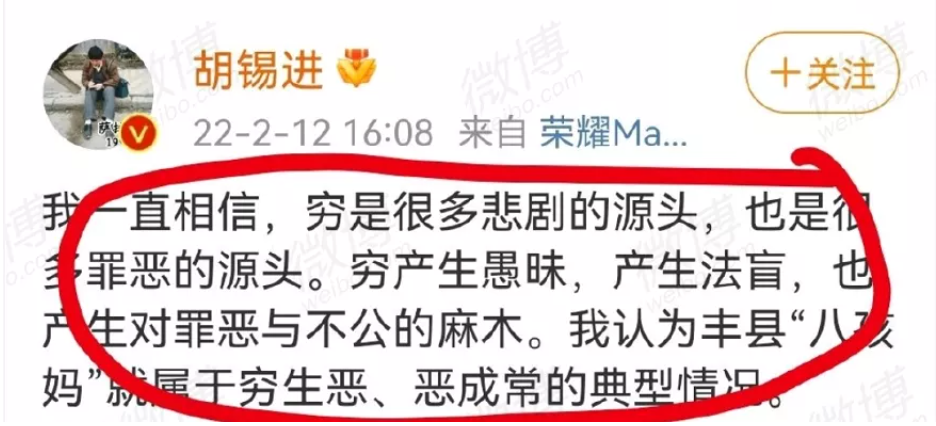 胡锡进
+关注
22-2-12 16:08 来自 荣耀Ma...
我一直相信，穷是很多悲剧的源头，也是很
多罪恶的源头。穷产生愚昧，产生法盲，也
产生对罪恶与不公的麻木。我认为丰县“八孩
妈”就属于穷生恶、恶成常的典型情况。
微博
weibo.com